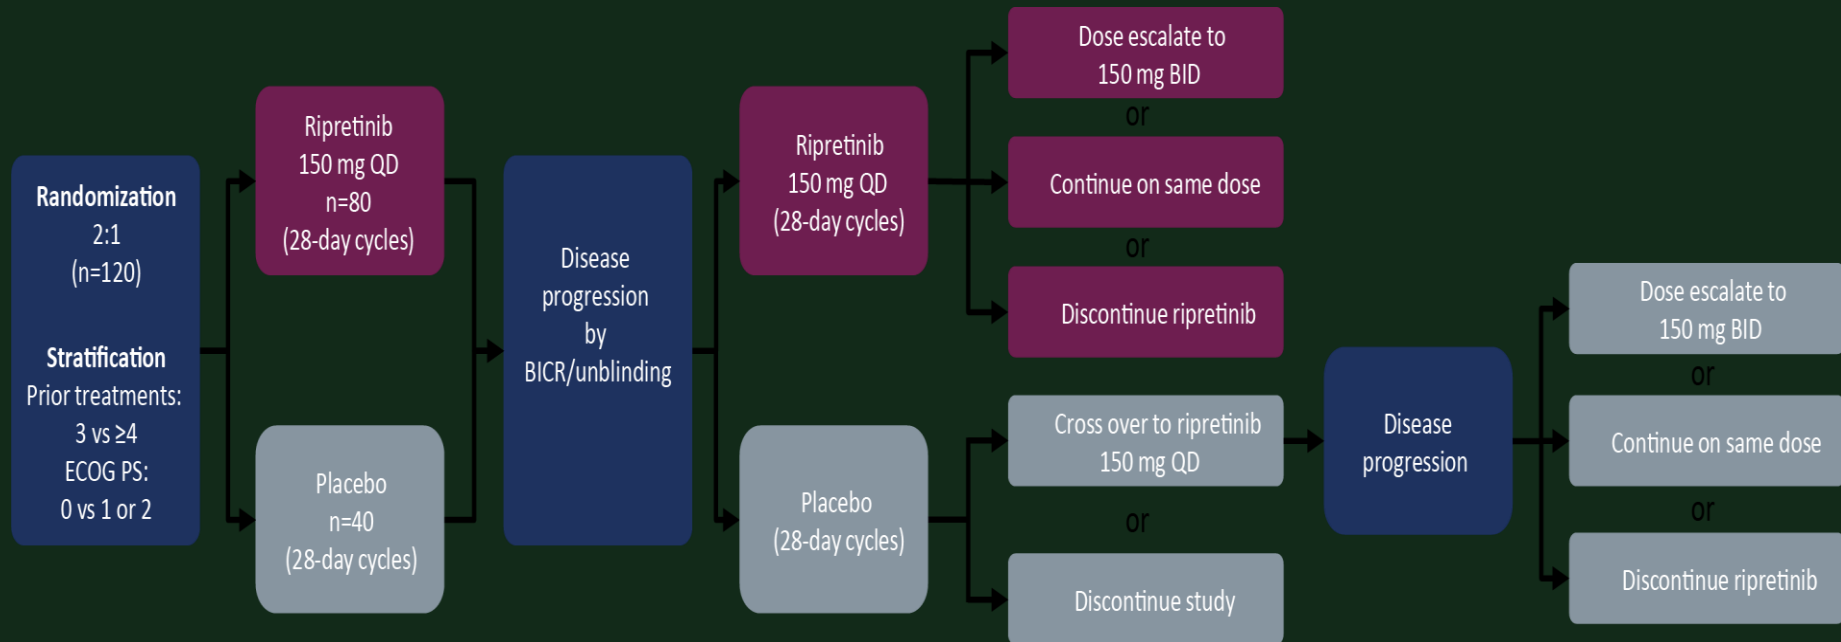 Randomization
2:1
(n=120)
Stratification
Prior treatments:
3 vs ≥4
ECOG PS:
0 vs 1 or 2
Ripretinib
150 mg QD
n=80
(28-day cycles)
Placebo
n=40
(28-day cycles)
Disease
progression
by
BICR/unblinding
Ripretinib
150 mg QD
(28-day cycles)
Placebo
(28-day cycles)
Dose escalate to
150 mg BID
or
Continue on same dose
or
Discontinue ripretinib
Cross over to ripretinib
150 mg QD
or
Discontinue study
Disease
progression
Dose escalate to
150 mg BID
or
Continue on same dose
or
Discontinue ripretinib